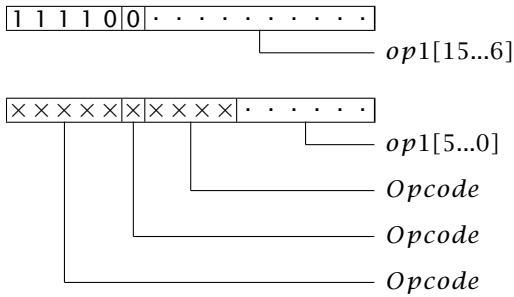 1 1 1 1 0 0 · · · · · · · · · ·
op1[15...6]
× × × × × × × × × × · · · · · ·
op1[5...0]
Opcode
Opcode
Opcode